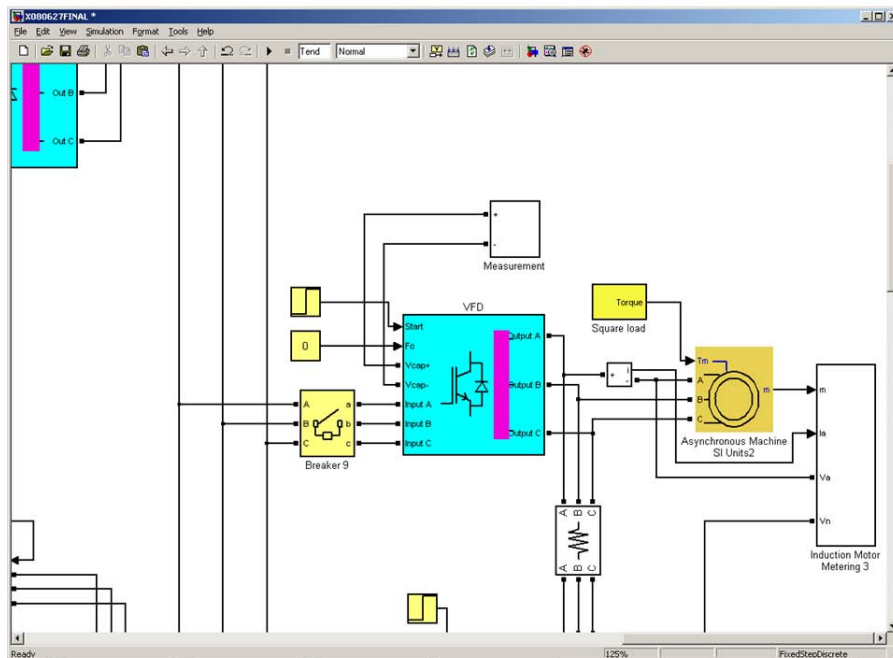 X080627FINAL *
File Edit View Simulation Format Tools Help
Tend Normal
Out B
Out C
+
-
Measurement
VFD
Start
Fo
Vcap+
Vcap-
Input A
Input B
Input C
Output A
Output B
Output C
0
A a
B b
C c
Breaker 9
Torque
Square load
+ i
-
Tm
A
B
C
m
Asynchronous Machine
SI Units2
m
Ia
Va
Vn
Induction Motor
Metering 3
A B C
A B C
Ready 125% FixedStepDiscrete